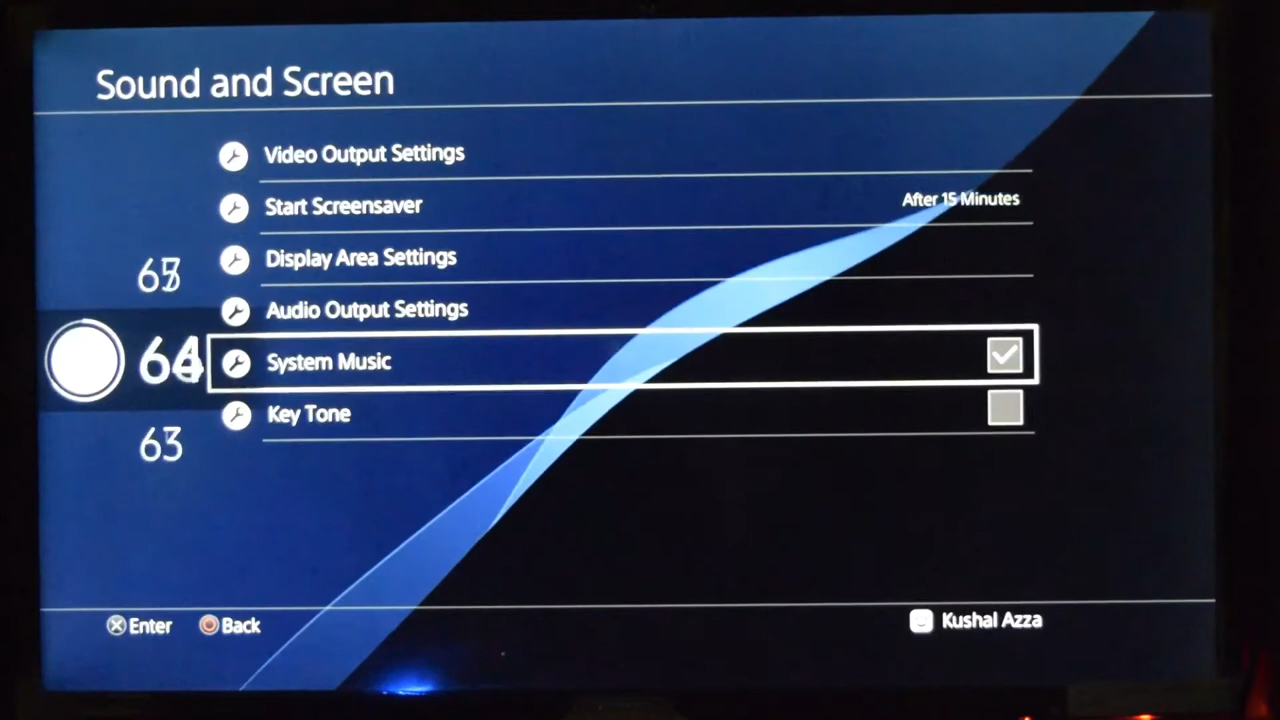 Sound and Screen
Video Output Settings
Start Screensaver After 15 Minutes
Display Area Settings
Audio Output Settings
System Music
Key Tone
63
Enter Back Kushal Azza